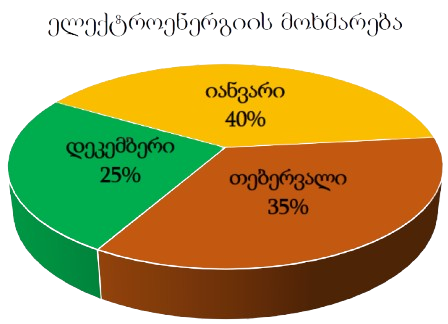 ელექტროენერგიის მოხმარება
იანვარი
40%
დეკემბერი
25%
თებერვალი
35%